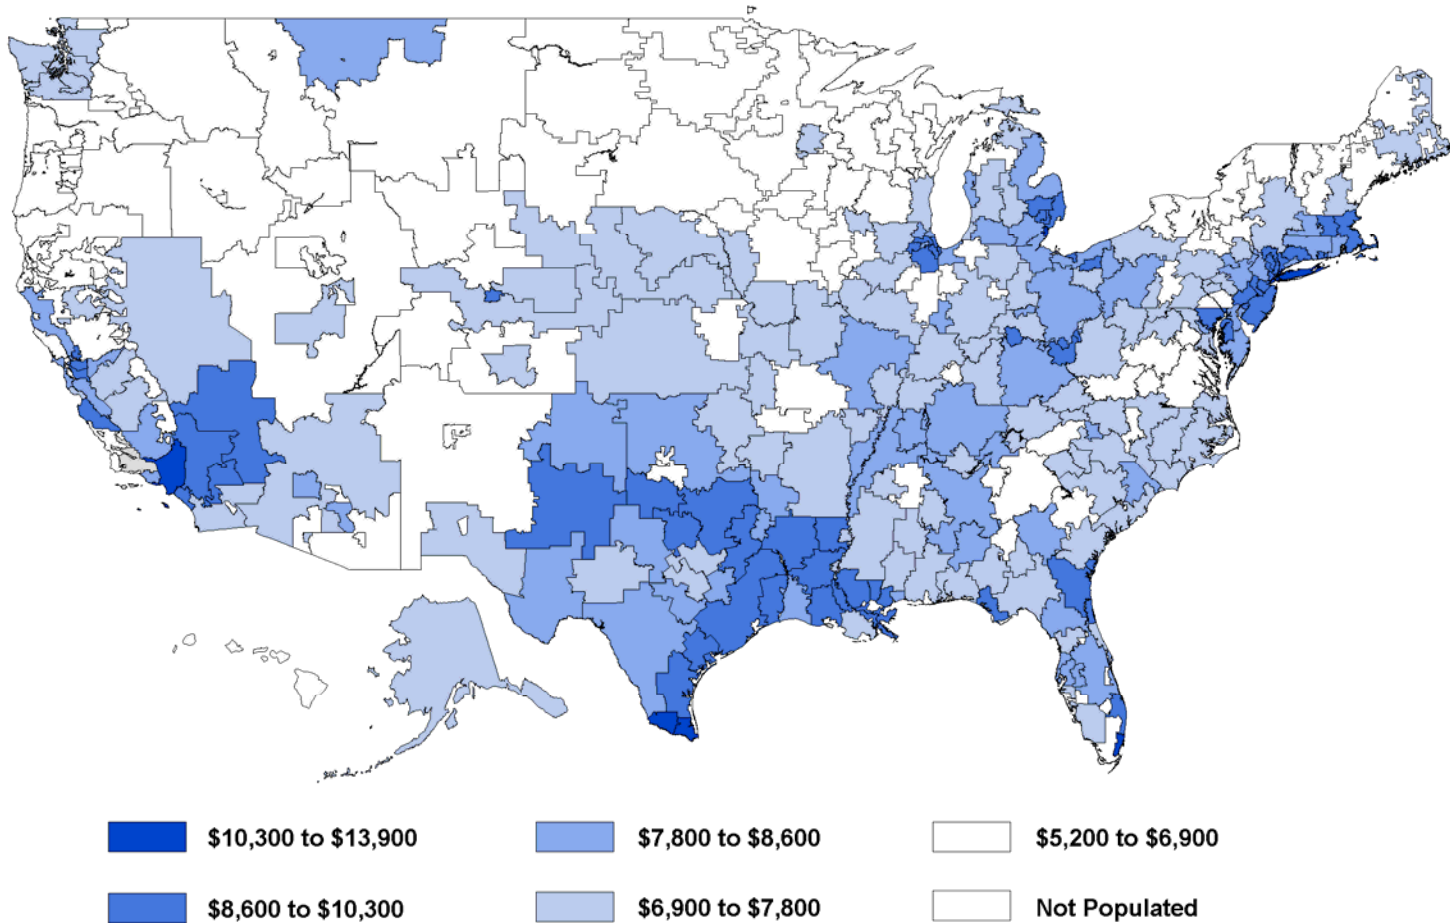 $10,300 to $13,900
$7,800 to $8,600
$5,200 to $6,900
$8,600 to $10,300
$6,900 to $7,800
Not Populated